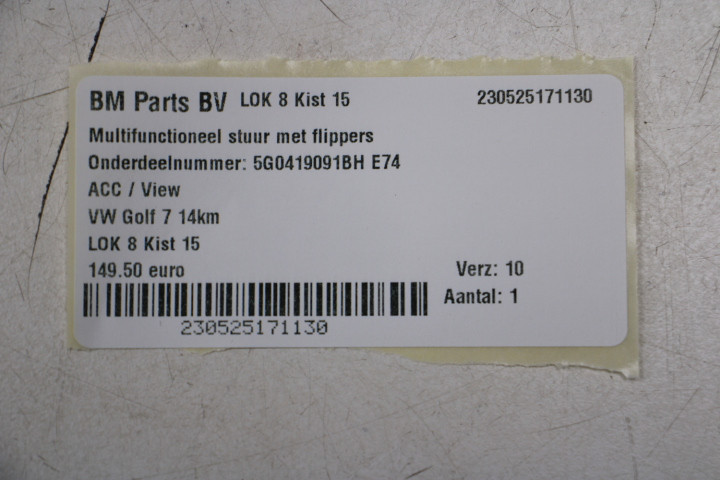 BM Parts BV LOK 8 Kist 15 230525171130
Multifunctioneel stuur met flippers
Onderdeelnummer: 5G0419091BH E74
ACC / View
VW Golf 7 14km
LOK 8 Kist 15
149.50 euro Verz: 10
Aantal: 1
230525171130